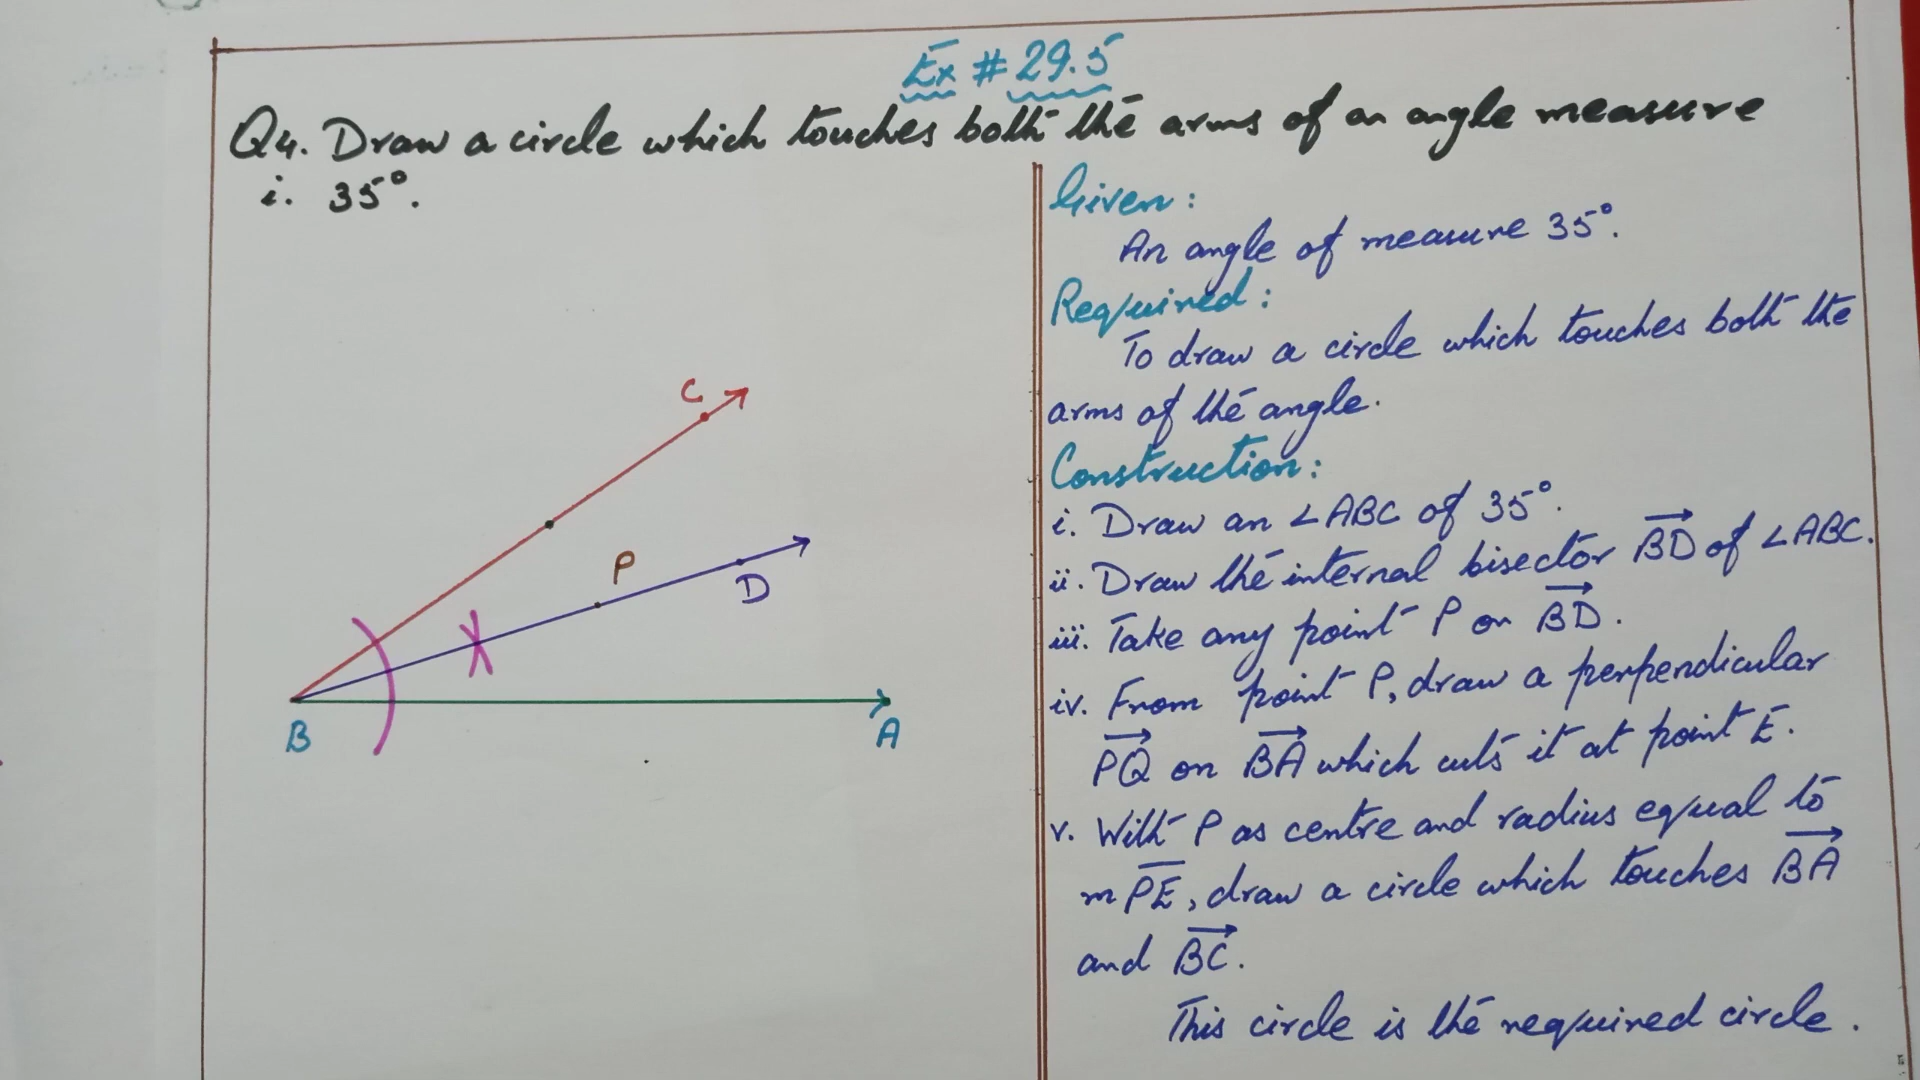 Ex # 29.5
Q4. Draw a circle which touches both the arms of an angle measure
i. 35°.
C
P
D
B
A
Given:
An angle of measure 35°.
Required:
To draw a circle which touches both the
arms of the angle.
Construction:
i. Draw an ∠ABC of 35°.
ii. Draw the internal bisector BD of ∠ABC.
iii. Take any point P on BD.
iv. From point P, draw a perpendicular
PQ on BA which cuts it at point E.
v. With P as centre and radius equal to
m PE, draw a circle which touches BA
and BC.
This circle is the required circle.